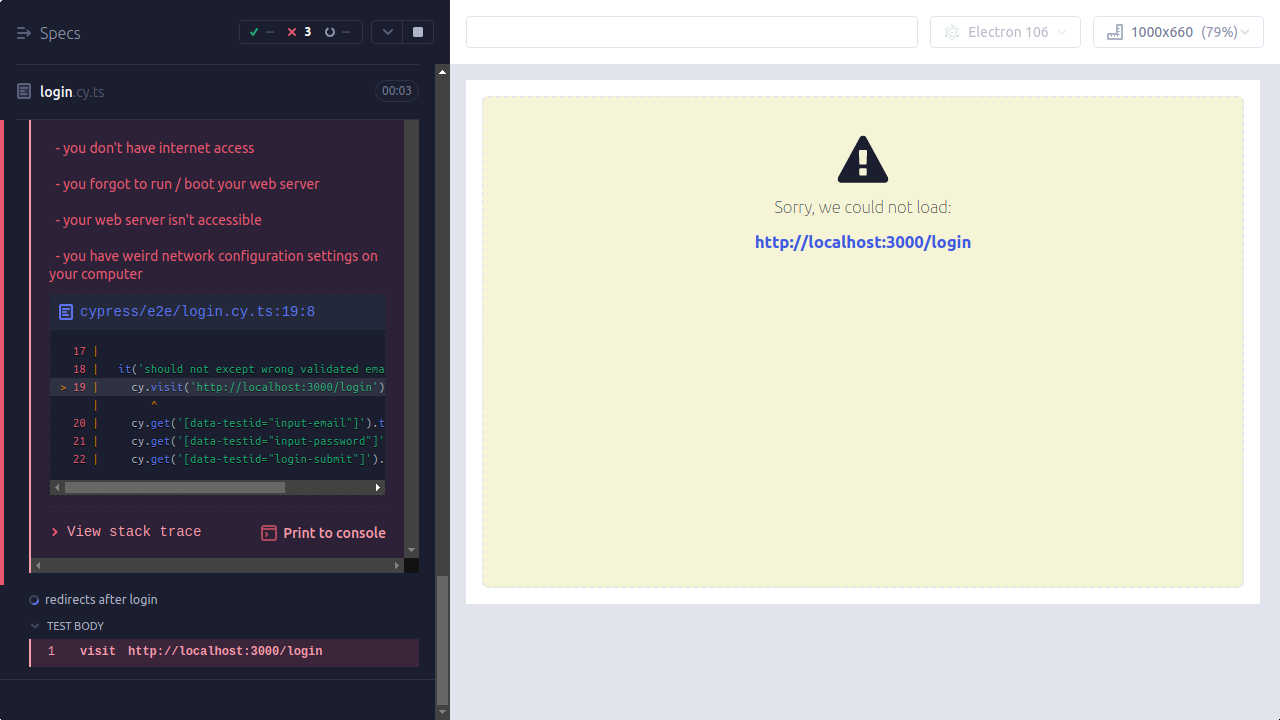 Specs
--
3
--
login.cy.ts
00:03
- you don't have internet access
- you forgot to run / boot your web server
- your web server isn't accessible
- you have weird network configuration settings on
your computer
cypress/e2e/login.cy.ts:19:8
17 |
18 |   it('should not except wrong validated ema
> 19 |     cy.visit('http://localhost:3000/login')
|        ^
20 |     cy.get('[data-testid="input-email"]').t
21 |     cy.get('[data-testid="input-password"]'
22 |     cy.get('[data-testid="login-submit"]').
View stack trace
Print to console
redirects after login
TEST BODY
1 visit http://localhost:3000/login
Electron 106
1000x660 (79%)
Sorry, we could not load:
http://localhost:3000/login